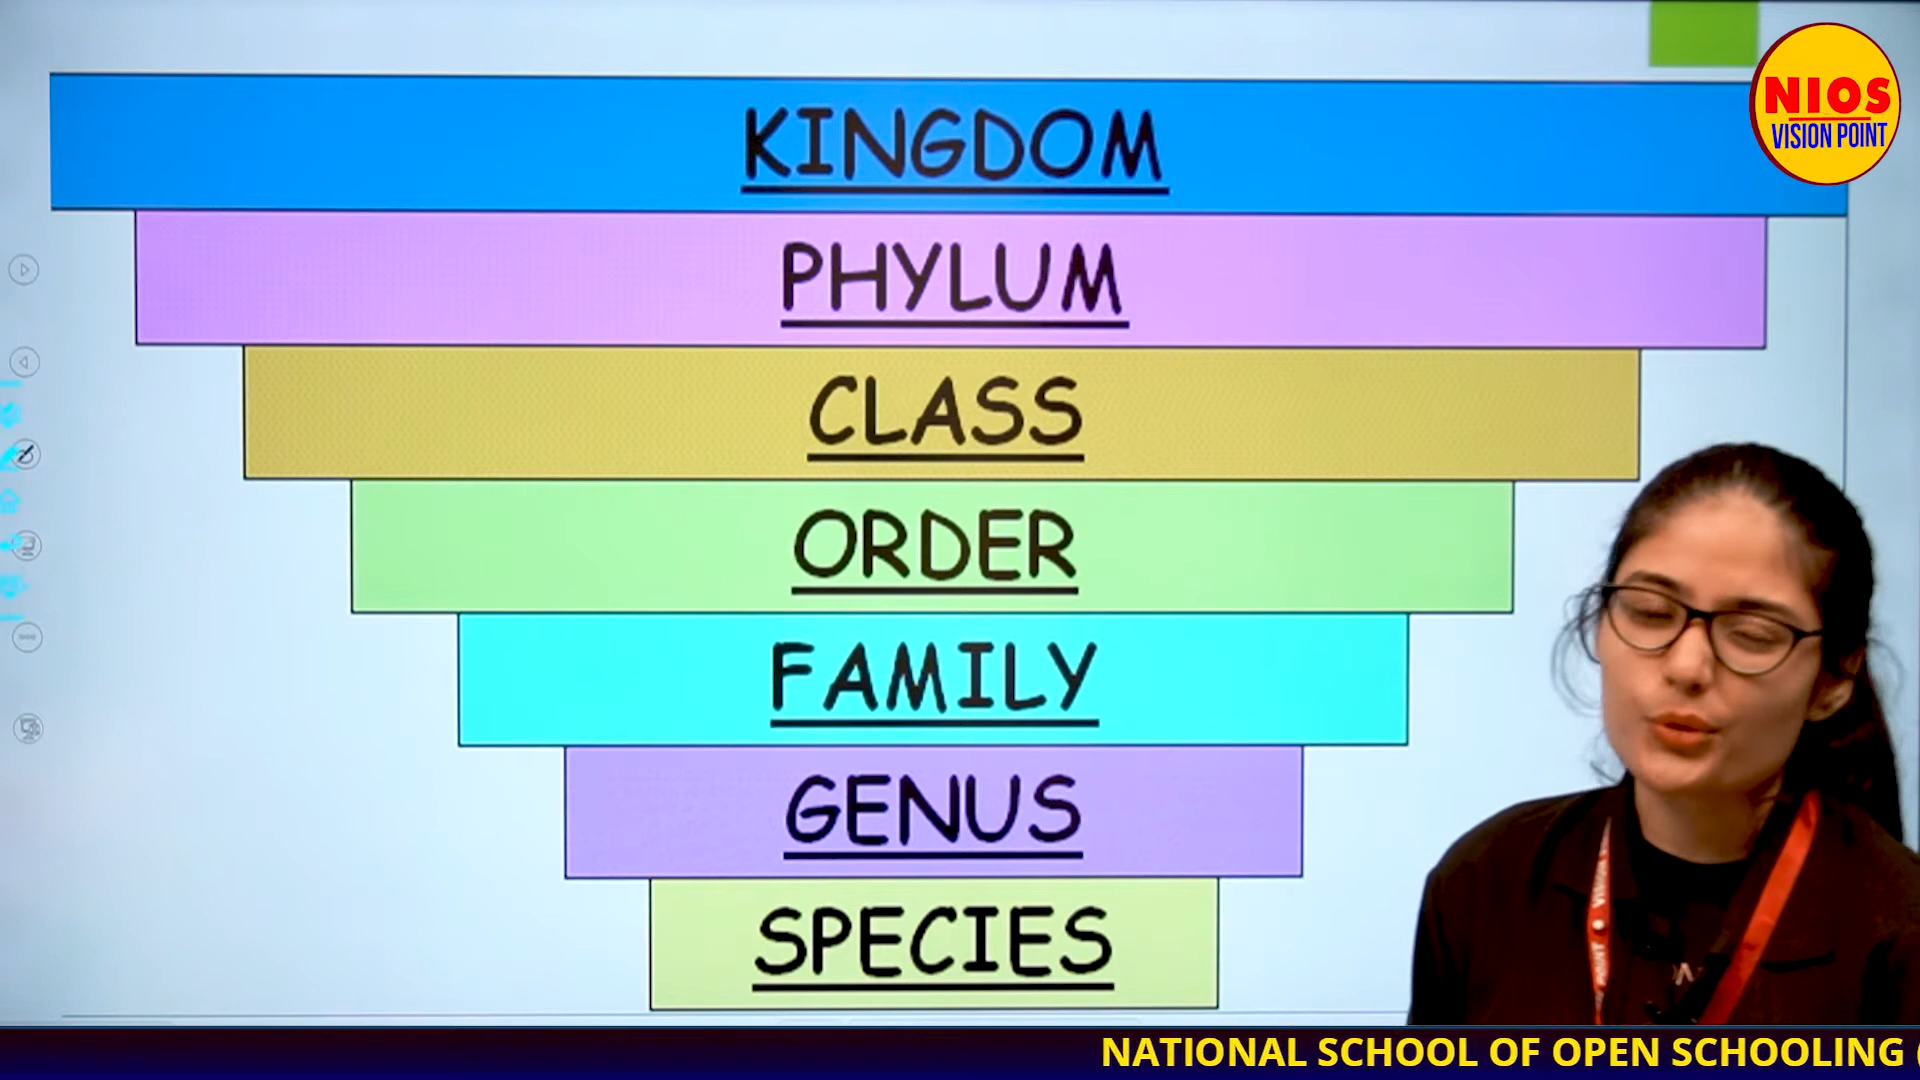 KINGDOM
NIOS
VISION POINT
PHYLUM
CLASS
ORDER
FAMILY
GENUS
SPECIES
NATIONAL SCHOOL OF OPEN SCHOOLING (